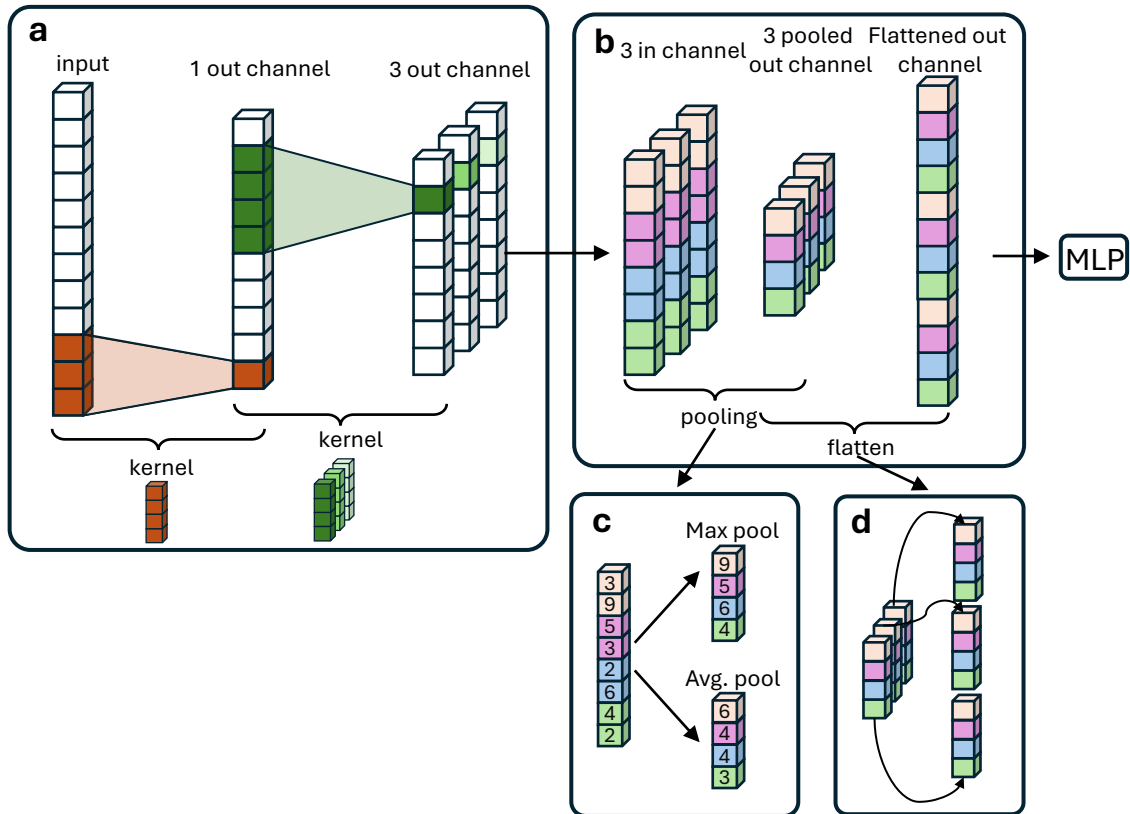 a
input
1 out channel
3 out channel
kernel
kernel
b
3 in channel
3 pooled
out channel
Flattened out
channel
pooling
flatten
MLP
c
3
9
5
3
2
6
4
2
Max pool
9
5
6
4
Avg. pool
6
4
4
3
d